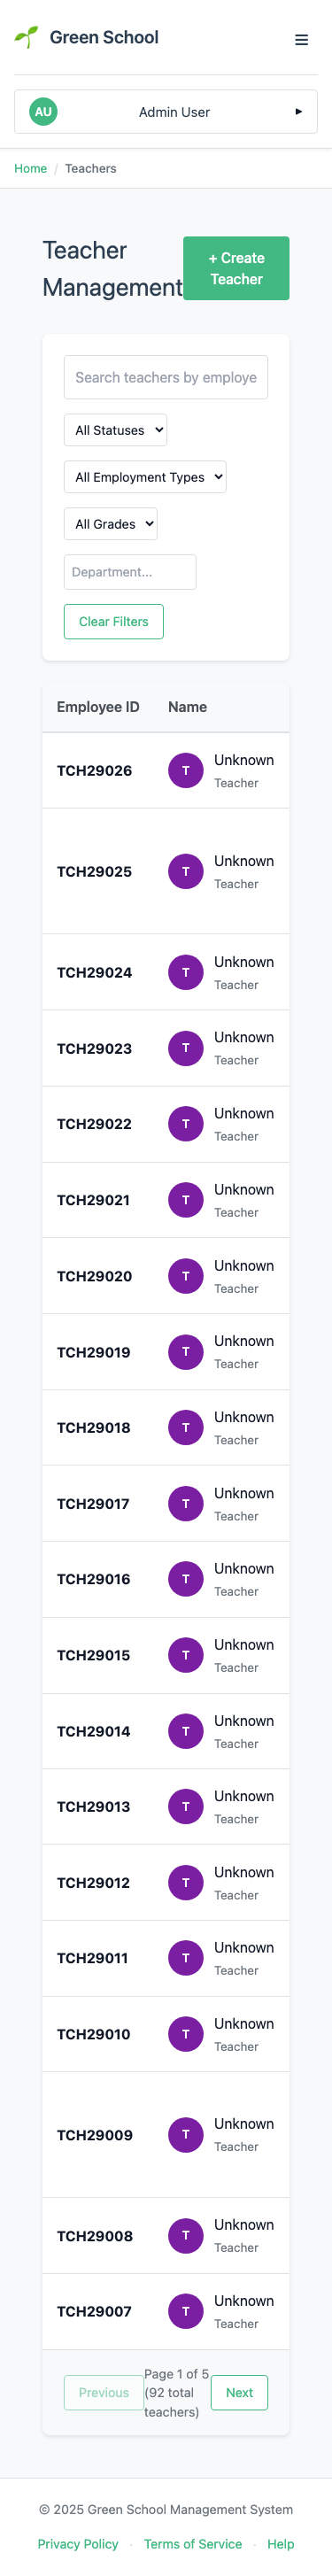 Green School
☰
AU Admin User ▸
Home / Teachers
Teacher
Management
+ Create
Teacher
Search teachers by employe
All Statuses
All Employment Types
All Grades
Department...
Clear Filters
Employee ID Name
TCH29026 T Unknown
Teacher
TCH29025 T Unknown
Teacher
TCH29024 T Unknown
Teacher
TCH29023 T Unknown
Teacher
TCH29022 T Unknown
Teacher
TCH29021 T Unknown
Teacher
TCH29020 T Unknown
Teacher
TCH29019 T Unknown
Teacher
TCH29018 T Unknown
Teacher
TCH29017 T Unknown
Teacher
TCH29016 T Unknown
Teacher
TCH29015 T Unknown
Teacher
TCH29014 T Unknown
Teacher
TCH29013 T Unknown
Teacher
TCH29012 T Unknown
Teacher
TCH29011 T Unknown
Teacher
TCH29010 T Unknown
Teacher
TCH29009 T Unknown
Teacher
TCH29008 T Unknown
Teacher
TCH29007 T Unknown
Teacher
Previous
Page 1 of 5
(92 total
teachers)
Next
© 2025 Green School Management System
Privacy Policy · Terms of Service · Help